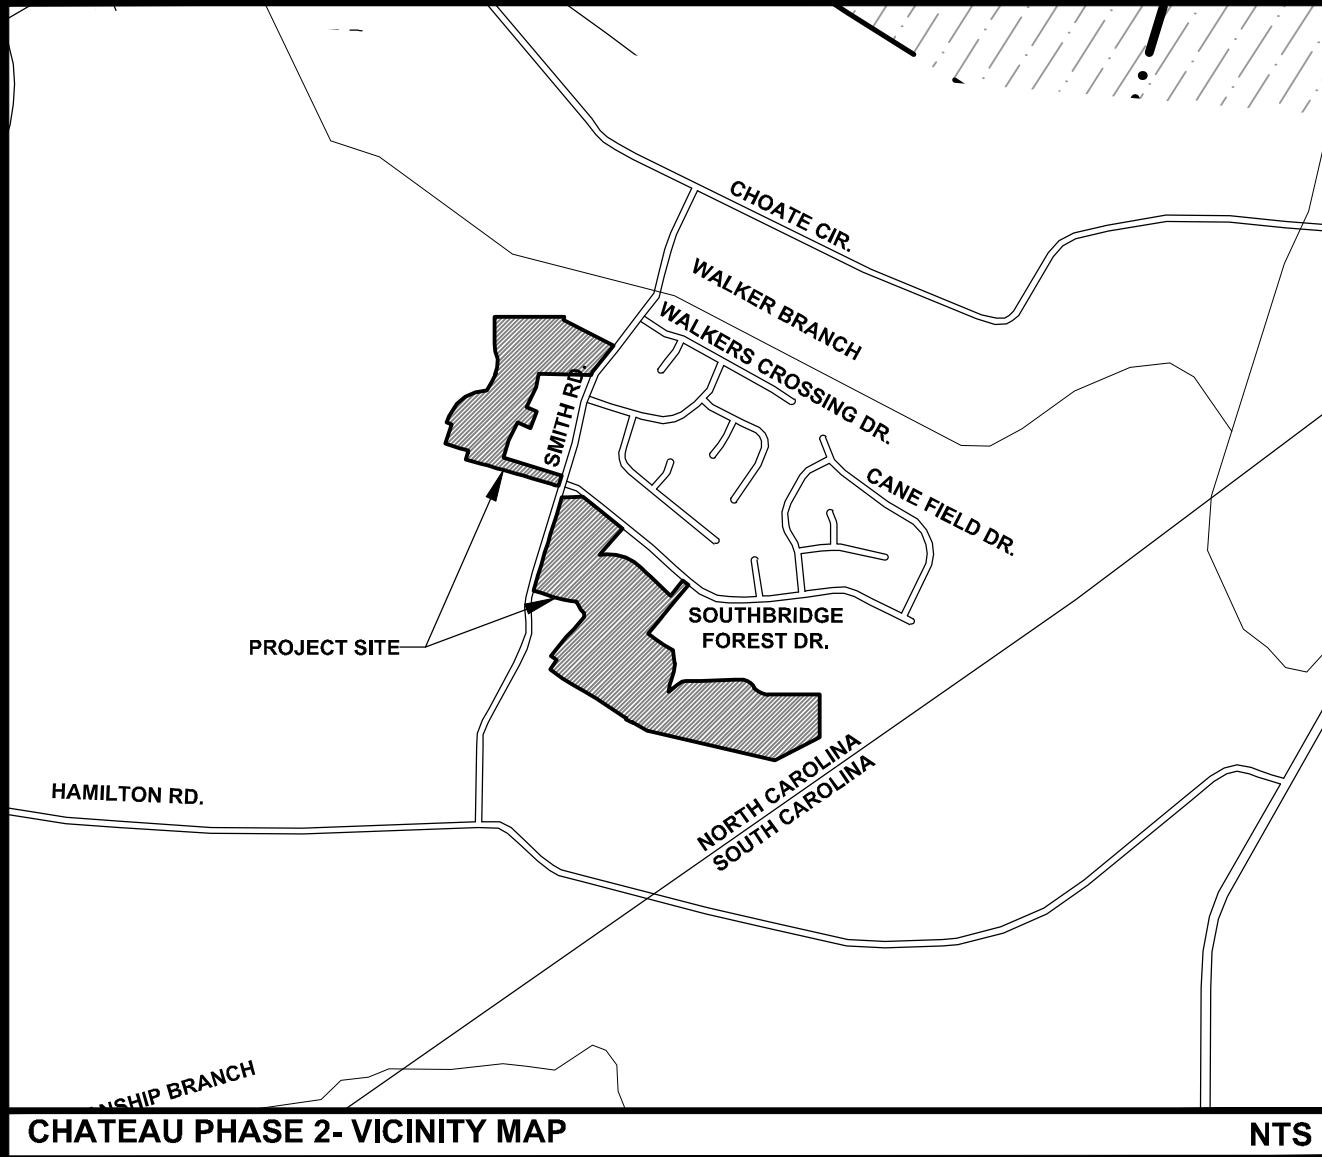 CHOATE CIR.
WALKER BRANCH
WALKERS CROSSING DR.
SMITH RD.
CANE FIELD DR.
SOUTHBRIDGE
FOREST DR.
PROJECT SITE
NORTH CAROLINA
SOUTH CAROLINA
HAMILTON RD.
BRANCH
CHATEAU PHASE 2- VICINITY MAP
NTS